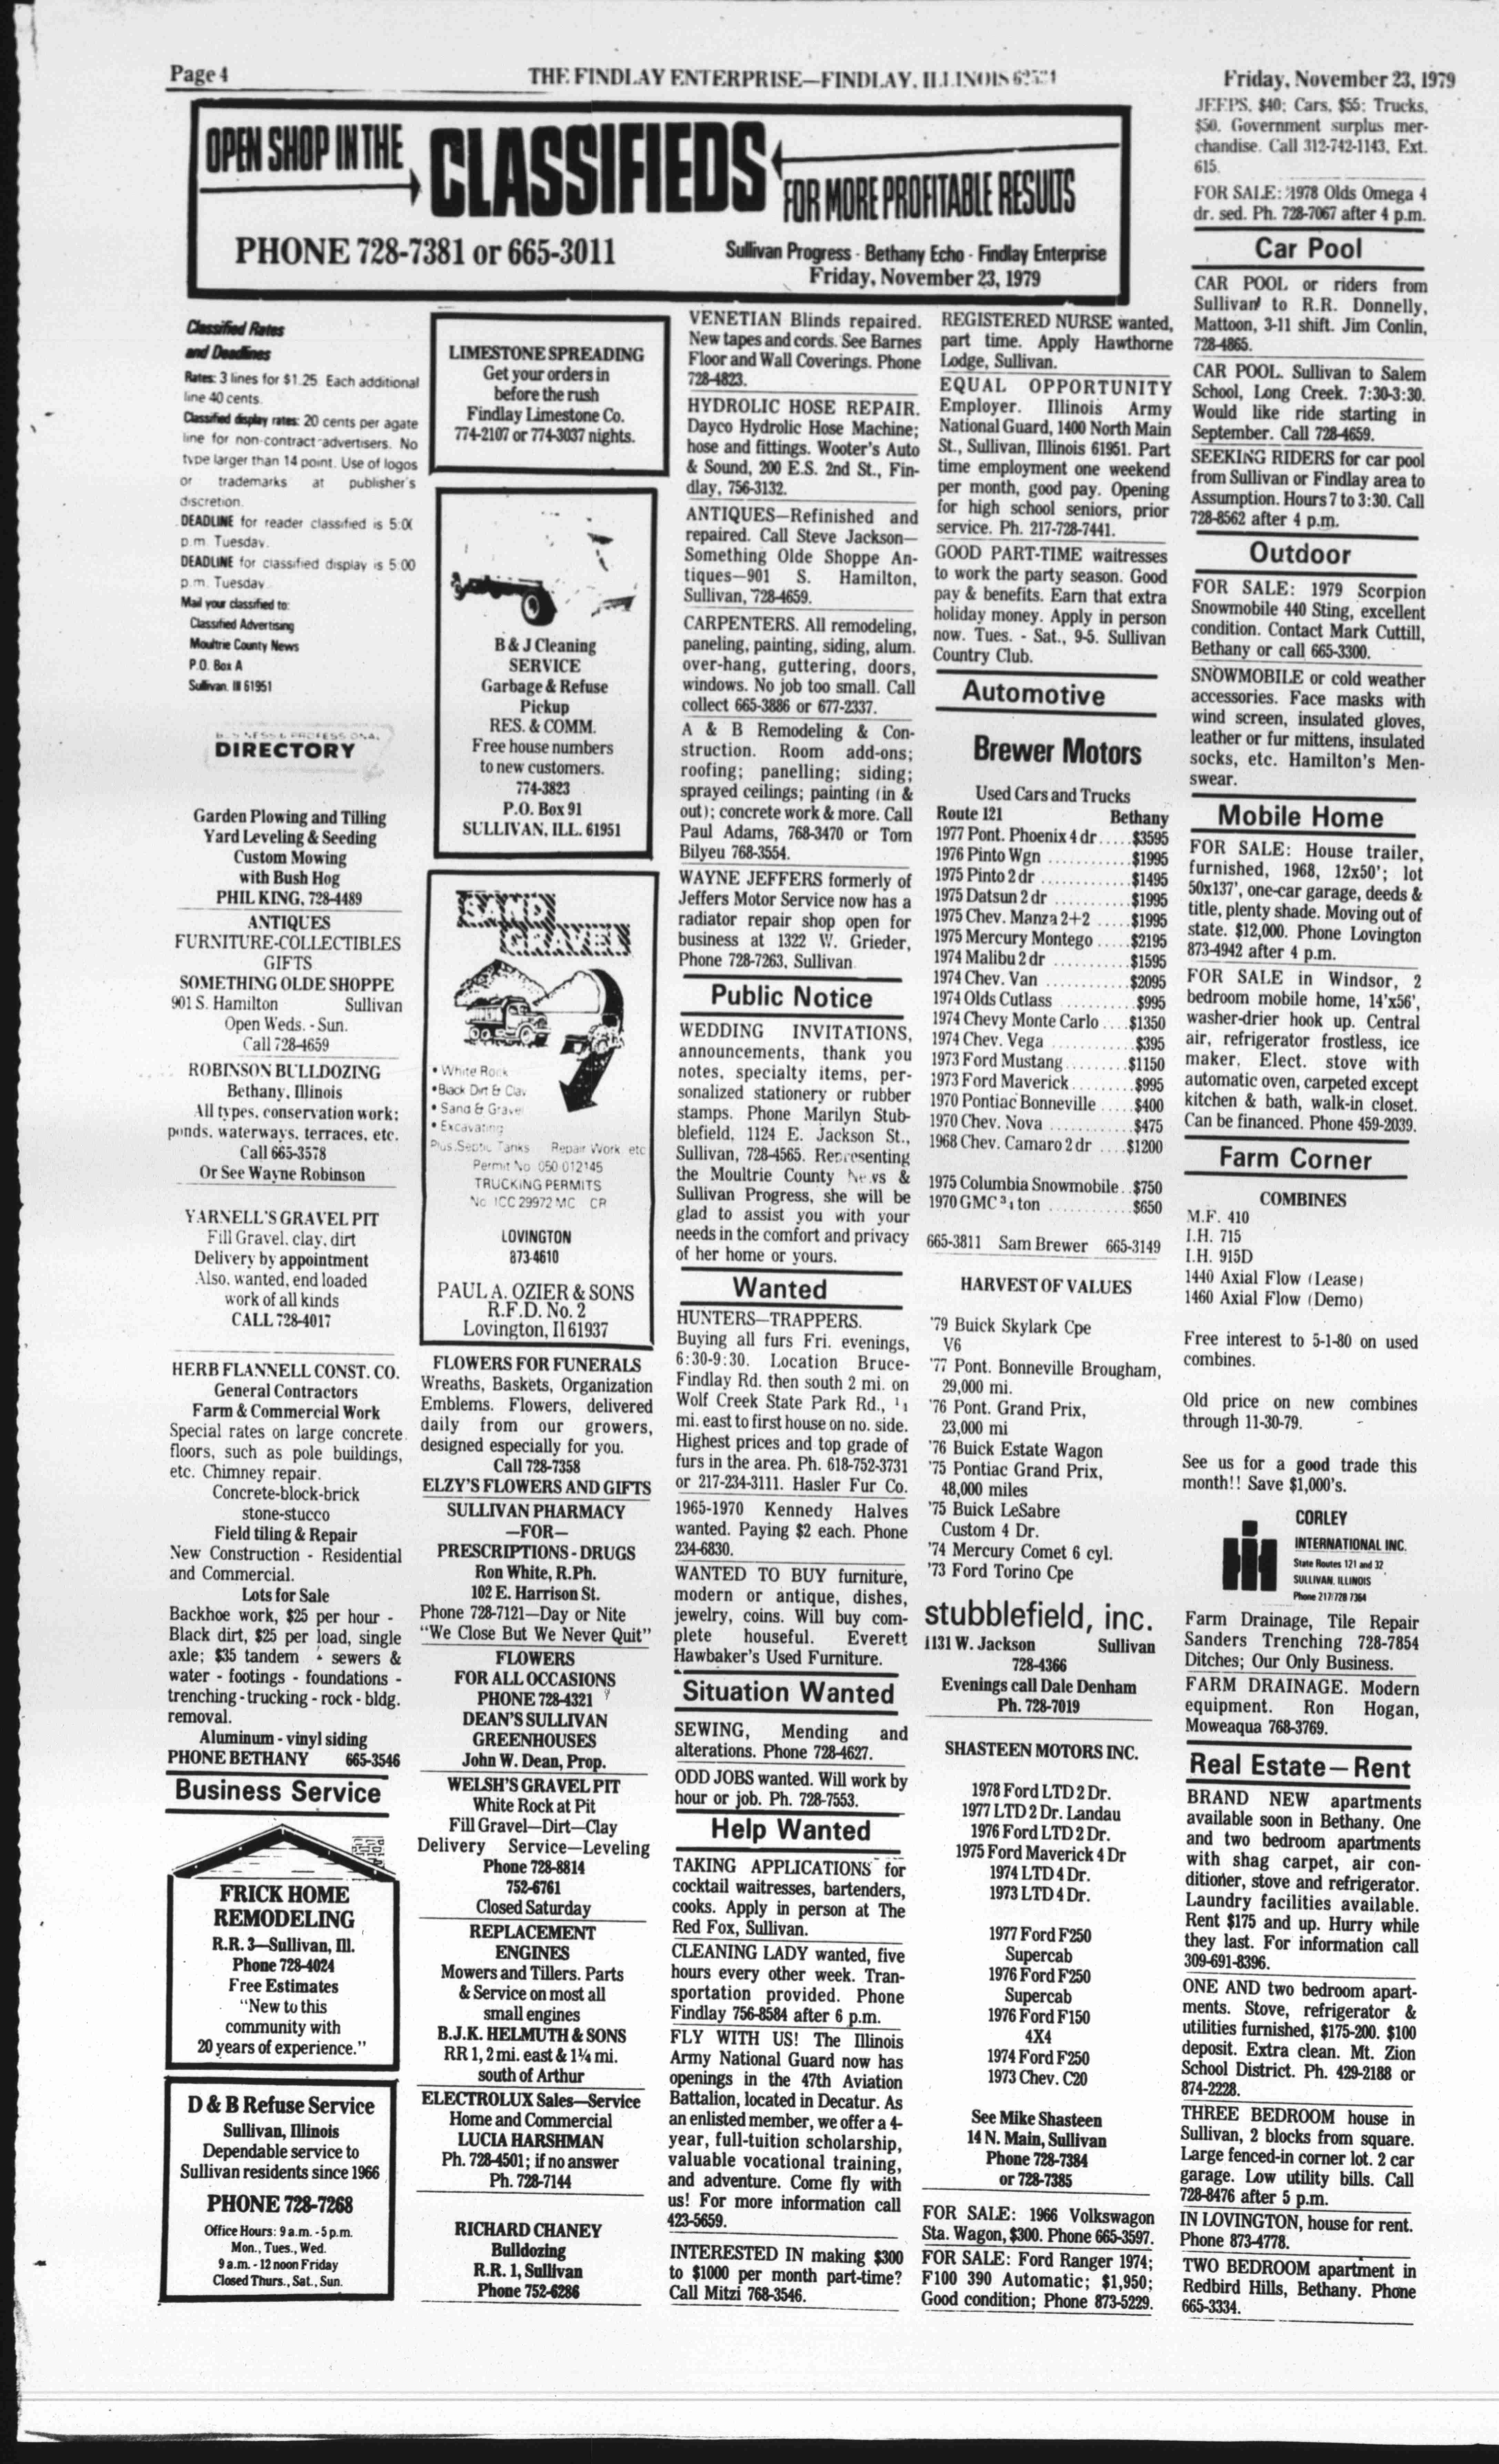 Page 4
THE FINDLAY ENTERPRISE—FINDLAY, ILLINOIS
Friday, November 23, 1979
OPEN SHOP IN THE
CLASSIFIEDS
FOR MORE PROFITABLE RESULTS
PHONE 728-7381 or 665-3011
Sullivan Progress - Bethany Echo - Findlay Enterprise
Friday, November 23, 1979
Classified Rates
and Deadlines
Rates: 3 lines for $1.25. Each additional
line 40 cents.
Classified display rates: 20 cents per agate
line for non-contract advertisers. No
type larger than 14 point. Use of logos
or trademarks at publisher's
discretion.
DEADLINE for reader classified is 5:00
p.m. Tuesday.
DEADLINE for classified display is 5:00
p.m. Tuesday
Mail your classified to:
Classified Advertising
Moultrie County News
P.O. Box A
Sullivan, Ill 61951
BUSINESS & PROFESSIONAL
DIRECTORY
Garden Plowing and Tilling
Yard Leveling & Seeding
Custom Mowing
with Bush Hog
PHIL KING, 728-4489
ANTIQUES
FURNITURE-COLLECTIBLES
GIFTS
SOMETHING OLDE SHOPPE
901 S. Hamilton Sullivan
Open Weds. - Sun.
Call 728-4659
ROBINSON BULLDOZING
Bethany, Illinois
All types, conservation work;
ponds, waterways, terraces, etc.
Call 665-3578
Or See Wayne Robinson
YARNELL'S GRAVEL PIT
Fill Gravel, clay, dirt
Delivery by appointment
Also, wanted, end loaded
work of all kinds
CALL 728-4017
HERB FLANNELL CONST. CO.
General Contractors
Farm & Commercial Work
Special rates on large concrete
floors, such as pole buildings,
etc. Chimney repair.
Concrete-block-brick
stone-stucco
Field tiling & Repair
New Construction - Residential
and Commercial.
Lots for Sale
Backhoe work, $25 per hour -
Black dirt, $25 per load, single
axle; $35 tandem - sewers &
water - footings - foundations -
trenching - trucking - rock - bldg.
removal.
Aluminum - vinyl siding
PHONE BETHANY 665-3546
Business Service
FRICK HOME
REMODELING
R.R. 3—Sullivan, Ill.
Phone 728-4024
Free Estimates
"New to this
community with
20 years of experience."
D & B Refuse Service
Sullivan, Illinois
Dependable service to
Sullivan residents since 1966
PHONE 728-7268
Office Hours: 9 a.m. - 5 p.m.
Mon., Tues., Wed.
9 a.m. - 12 noon Friday
Closed Thurs., Sat., Sun.
LIMESTONE SPREADING
Get your orders in
before the rush
Findlay Limestone Co.
774-2107 or 774-3037 nights.
B & J Cleaning
SERVICE
Garbage & Refuse
Pickup
RES. & COMM.
Free house numbers
to new customers.
774-3823
P.O. Box 91
SULLIVAN, ILL. 61951
SAND
GRAVEL
• White Rock
• Black Dirt & Clay
• Sand & Gravel
• Excavating
Plus Septic Tanks Repair Work etc
Permit No 050-012145
TRUCKING PERMITS
No ICC 29972 MC CR
LOVINGTON
873-4610
PAUL A. OZIER & SONS
R.F.D. No. 2
Lovington, Il 61937
FLOWERS FOR FUNERALS
Wreaths, Baskets, Organization
Emblems. Flowers, delivered
daily from our growers,
designed especially for you.
Call 728-7358
ELZY'S FLOWERS AND GIFTS
SULLIVAN PHARMACY
—FOR—
PRESCRIPTIONS - DRUGS
Ron White, R.Ph.
102 E. Harrison St.
Phone 728-7121—Day or Nite
"We Close But We Never Quit"
FLOWERS
FOR ALL OCCASIONS
PHONE 728-4321
DEAN'S SULLIVAN
GREENHOUSES
John W. Dean, Prop.
WELSH'S GRAVEL PIT
White Rock at Pit
Fill Gravel—Dirt—Clay
Delivery Service—Leveling
Phone 728-8814
752-6761
Closed Saturday
REPLACEMENT
ENGINES
Mowers and Tillers. Parts
& Service on most all
small engines
B.J.K. HELMUTH & SONS
RR 1, 2 mi. east & 1¼ mi.
south of Arthur
ELECTROLUX Sales—Service
Home and Commercial
LUCIA HARSHMAN
Ph. 728-4501; if no answer
Ph. 728-7144
RICHARD CHANEY
Bulldozing
R.R. 1, Sullivan
Phone 752-6286
VENETIAN Blinds repaired.
New tapes and cords. See Barnes
Floor and Wall Coverings. Phone
728-4823.
HYDROLIC HOSE REPAIR.
Dayco Hydrolic Hose Machine;
hose and fittings. Wooter's Auto
& Sound, 200 E.S. 2nd St., Fin-
dlay, 756-3132.
ANTIQUES—Refinished and
repaired. Call Steve Jackson—
Something Olde Shoppe An-
tiques—901 S. Hamilton,
Sullivan, 728-4659.
CARPENTERS. All remodeling,
paneling, painting, siding, alum.
over-hang, guttering, doors,
windows. No job too small. Call
collect 665-3886 or 677-2337.
A & B Remodeling & Con-
struction. Room add-ons;
roofing; panelling; siding;
sprayed ceilings; painting (in &
out); concrete work & more. Call
Paul Adams, 768-3470 or Tom
Bilyeu 768-3554.
WAYNE JEFFERS formerly of
Jeffers Motor Service now has a
radiator repair shop open for
business at 1322 W. Grieder,
Phone 728-7263, Sullivan.
Public Notice
WEDDING INVITATIONS,
announcements, thank you
notes, specialty items, per-
sonalized stationery or rubber
stamps. Phone Marilyn Stub-
blefield, 1124 E. Jackson St.,
Sullivan, 728-4565. Representing
the Moultrie County News &
Sullivan Progress, she will be
glad to assist you with your
needs in the comfort and privacy
of her home or yours.
Wanted
HUNTERS—TRAPPERS.
Buying all furs Fri. evenings,
6:30-9:30. Location Bruce-
Findlay Rd. then south 2 mi. on
Wolf Creek State Park Rd.,
mi. east to first house on no. side.
Highest prices and top grade of
furs in the area. Ph. 618-752-3731
or 217-234-3111. Hasler Fur Co.
1965-1970 Kennedy Halves
wanted. Paying $2 each. Phone
234-6830.
WANTED TO BUY furniture,
modern or antique, dishes,
jewelry, coins. Will buy com-
plete houseful. Everett
Hawbaker's Used Furniture.
Situation Wanted
SEWING, Mending and
alterations. Phone 728-4627.
ODD JOBS wanted. Will work by
hour or job. Ph. 728-7553.
Help Wanted
TAKING APPLICATIONS for
cocktail waitresses, bartenders,
cooks. Apply in person at The
Red Fox, Sullivan.
CLEANING LADY wanted, five
hours every other week. Tran-
sportation provided. Phone
Findlay 756-8584 after 6 p.m.
FLY WITH US! The Illinois
Army National Guard now has
openings in the 47th Aviation
Battalion, located in Decatur. As
an enlisted member, we offer a 4-
year, full-tuition scholarship,
valuable vocational training,
and adventure. Come fly with
us! For more information call
423-5659.
INTERESTED IN making $300
to $1000 per month part-time?
Call Mitzi 768-3546.
REGISTERED NURSE wanted,
part time. Apply Hawthorne
Lodge, Sullivan.
EQUAL OPPORTUNITY
Employer. Illinois Army
National Guard, 1400 North Main
St., Sullivan, Illinois 61951. Part
time employment one weekend
per month, good pay. Opening
for high school seniors, prior
service. Ph. 217-728-7441.
GOOD PART-TIME waitresses
to work the party season. Good
pay & benefits. Earn that extra
holiday money. Apply in person
now. Tues. - Sat., 9-5. Sullivan
Country Club.
Automotive
Brewer Motors
Used Cars and Trucks
Route 121 Bethany
1977 Pont. Phoenix 4 dr.....$3595
1976 Pinto Wgn ............$1995
1975 Pinto 2 dr .............$1495
1975 Datsun 2 dr ...........$1995
1975 Chev. Manza 2+2 .....$1995
1975 Mercury Montego .....$2195
1974 Malibu 2 dr ...........$1595
1974 Chev. Van ............$2095
1974 Olds Cutlass ..........$995
1974 Chevy Monte Carlo ....$1350
1974 Chev. Vega ...........$395
1973 Ford Mustang.........$1150
1973 Ford Maverick.........$995
1970 Pontiac Bonneville .....$400
1970 Chev. Nova ...........$475
1968 Chev. Camaro 2 dr ....$1200
1975 Columbia Snowmobile..$750
1970 GMC ¾ ton ............$650
665-3811 Sam Brewer 665-3149
HARVEST OF VALUES
'79 Buick Skylark Cpe
V6
'77 Pont. Bonneville Brougham,
29,000 mi.
'76 Pont. Grand Prix,
23,000 mi
'76 Buick Estate Wagon
'75 Pontiac Grand Prix,
48,000 miles
'75 Buick LeSabre
Custom 4 Dr.
'74 Mercury Comet 6 cyl.
'73 Ford Torino Cpe
stubblefield, inc.
1131 W. Jackson Sullivan
728-4366
Evenings call Dale Denham
Ph. 728-7019
SHASTEEN MOTORS INC.
1978 Ford LTD 2 Dr.
1977 LTD 2 Dr. Landau
1976 Ford LTD 2 Dr.
1975 Ford Maverick 4 Dr
1974 LTD 4 Dr.
1973 LTD 4 Dr.
1977 Ford F250
Supercab
1976 Ford F250
Supercab
1976 Ford F150
4X4
1974 Ford F250
1973 Chev. C20
See Mike Shasteen
14 N. Main, Sullivan
Phone 728-7384
or 728-7385
FOR SALE: 1966 Volkswagon
Sta. Wagon, $300. Phone 665-3597.
FOR SALE: Ford Ranger 1974;
F100 390 Automatic; $1,950;
Good condition; Phone 873-5229.
JEEPS, $40; Cars, $55; Trucks,
$50. Government surplus mer-
chandise. Call 312-742-1143, Ext.
615.
FOR SALE: 1978 Olds Omega 4
dr. sed. Ph. 728-7067 after 4 p.m.
Car Pool
CAR POOL or riders from
Sullivan to R.R. Donnelly,
Mattoon, 3-11 shift. Jim Conlin,
728-4865.
CAR POOL. Sullivan to Salem
School, Long Creek. 7:30-3:30.
Would like ride starting in
September. Call 728-4659.
SEEKING RIDERS for car pool
from Sullivan or Findlay area to
Assumption. Hours 7 to 3:30. Call
728-8562 after 4 p.m.
Outdoor
FOR SALE: 1979 Scorpion
Snowmobile 440 Sting, excellent
condition. Contact Mark Cuttill,
Bethany or call 665-3300.
SNOWMOBILE or cold weather
accessories. Face masks with
wind screen, insulated gloves,
leather or fur mittens, insulated
socks, etc. Hamilton's Men-
swear.
Mobile Home
FOR SALE: House trailer,
furnished, 1968, 12x50'; lot
50x137', one-car garage, deeds &
title, plenty shade. Moving out of
state. $12,000. Phone Lovington
873-4942 after 4 p.m.
FOR SALE in Windsor, 2
bedroom mobile home, 14'x56',
washer-drier hook up. Central
air, refrigerator frostless, ice
maker, Elect. stove with
automatic oven, carpeted except
kitchen & bath, walk-in closet.
Can be financed. Phone 459-2039.
Farm Corner
COMBINES
M.F. 410
I.H. 715
I.H. 915D
1440 Axial Flow (Lease)
1460 Axial Flow (Demo)
Free interest to 5-1-80 on used
combines.
Old price on new combines
through 11-30-79.
See us for a good trade this
month!! Save $1,000's.
CORLEY
INTERNATIONAL INC.
State Routes 121 and 32
SULLIVAN, ILLINOIS
Phone 217/728 7364
Farm Drainage, Tile Repair
Sanders Trenching 728-7854
Ditches; Our Only Business.
FARM DRAINAGE. Modern
equipment. Ron Hogan,
Moweaqua 768-3769.
Real Estate—Rent
BRAND NEW apartments
available soon in Bethany. One
and two bedroom apartments
with shag carpet, air con-
ditioner, stove and refrigerator.
Laundry facilities available.
Rent $175 and up. Hurry while
they last. For information call
309-691-8396.
ONE AND two bedroom apart-
ments. Stove, refrigerator &
utilities furnished, $175-200. $100
deposit. Extra clean. Mt. Zion
School District. Ph. 429-2188 or
874-2228.
THREE BEDROOM house in
Sullivan, 2 blocks from square.
Large fenced-in corner lot. 2 car
garage. Low utility bills. Call
728-8476 after 5 p.m.
IN LOVINGTON, house for rent.
Phone 873-4778.
TWO BEDROOM apartment in
Redbird Hills, Bethany. Phone
665-3334.